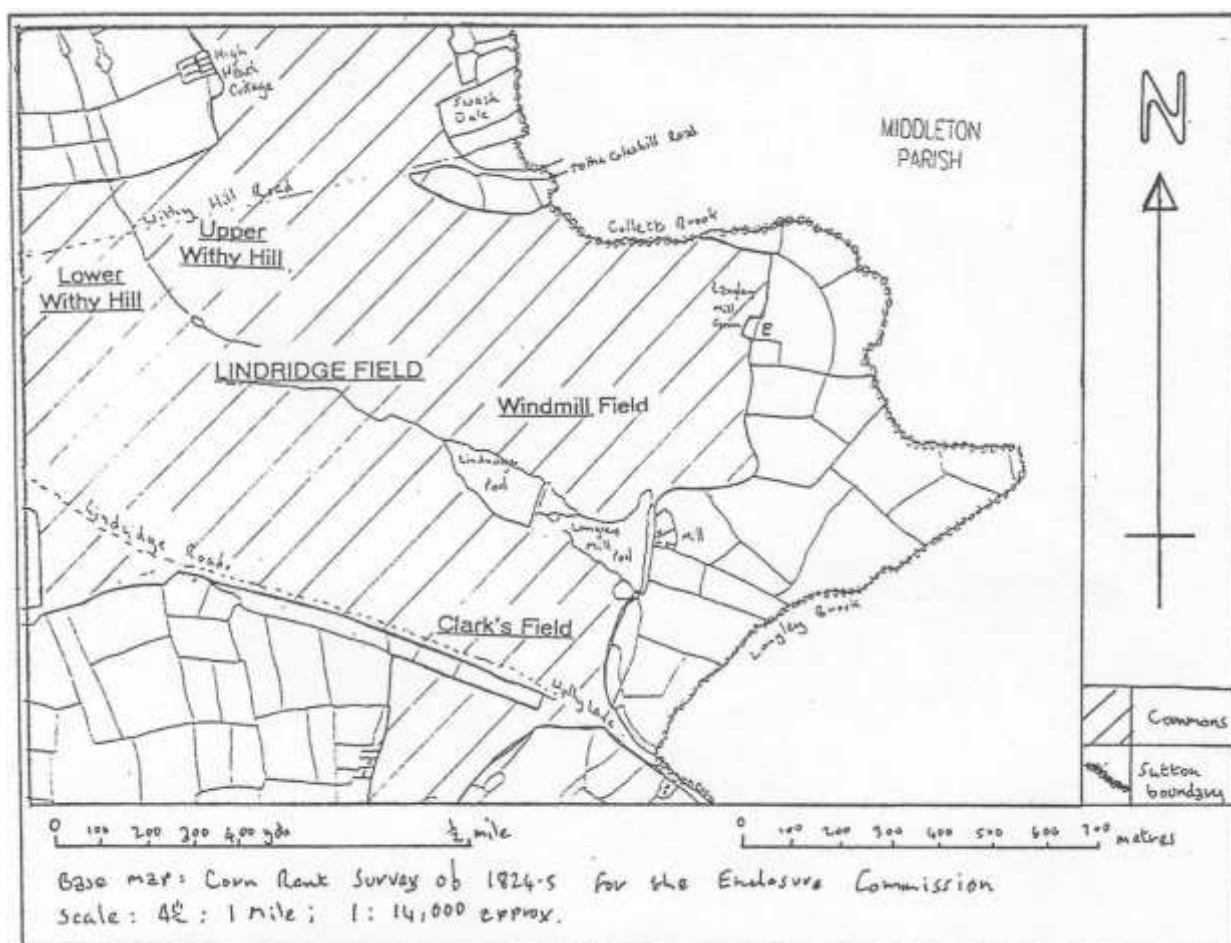 High
Heath
Cottage
N
Swash
Dale
MIDDLETON
PARISH
to the Coleshill Road
Withy Hill Road
Colletts Brook
Upper
Withy Hill
Lower
Withy Hill
Langley
Mill
E
LINDRIDGE FIELD
Windmill Field
Lindridge
Pool
Langley
Mill
Pool
Mill
Lindridge Road
Clark's Field
Langley Brook
Commons
Sutton
boundary
0 100 200 300 400 yds ½ mile
0 100 200 300 400 500 600 700 metres
Base map: Corn Rent Survey of 1824-5 for the Enclosure Commission
Scale: 4½" : 1 Mile; 1: 14,000 approx.